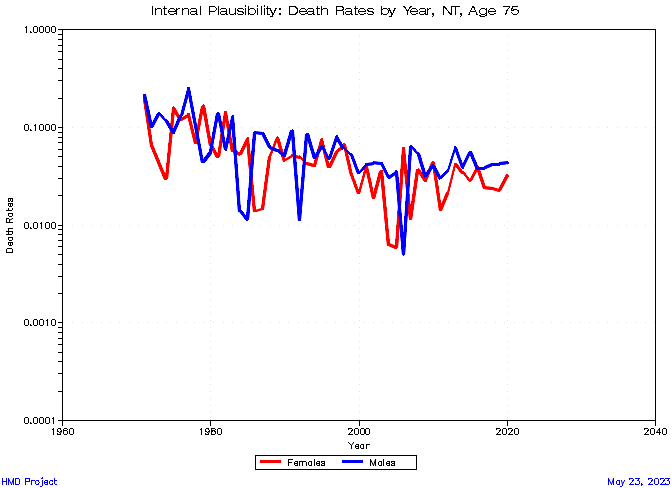 Internal Plausibility: Death Rates by Year, NT, Age 75
1.0000
0.1000
0.0100
0.0010
0.0001
Death Rates
1960 1980 2000 2020 2040
Year
Females Males
HMD Project May 23, 2023